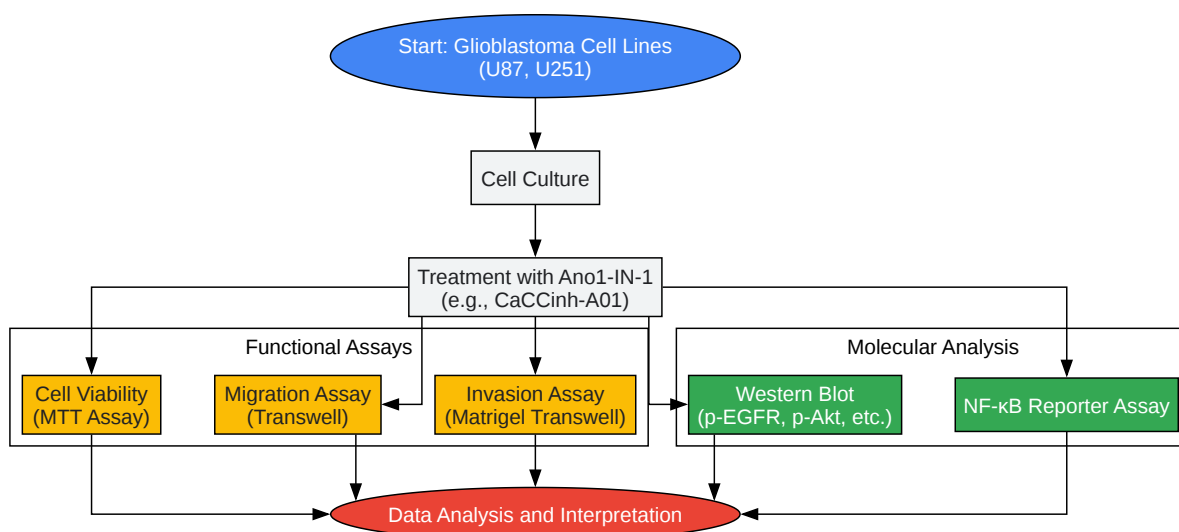 Start: Glioblastoma Cell Lines
(U87, U251)
Cell Culture
Treatment with Ano1-IN-1
(e.g., CaCCinh-A01)
Functional Assays
Cell Viability
(MTT Assay)
Migration Assay
(Transwell)
Invasion Assay
(Matrigel Transwell)
Molecular Analysis
Western Blot
(p-EGFR, p-Akt, etc.)
NF-κB Reporter Assay
Data Analysis and Interpretation